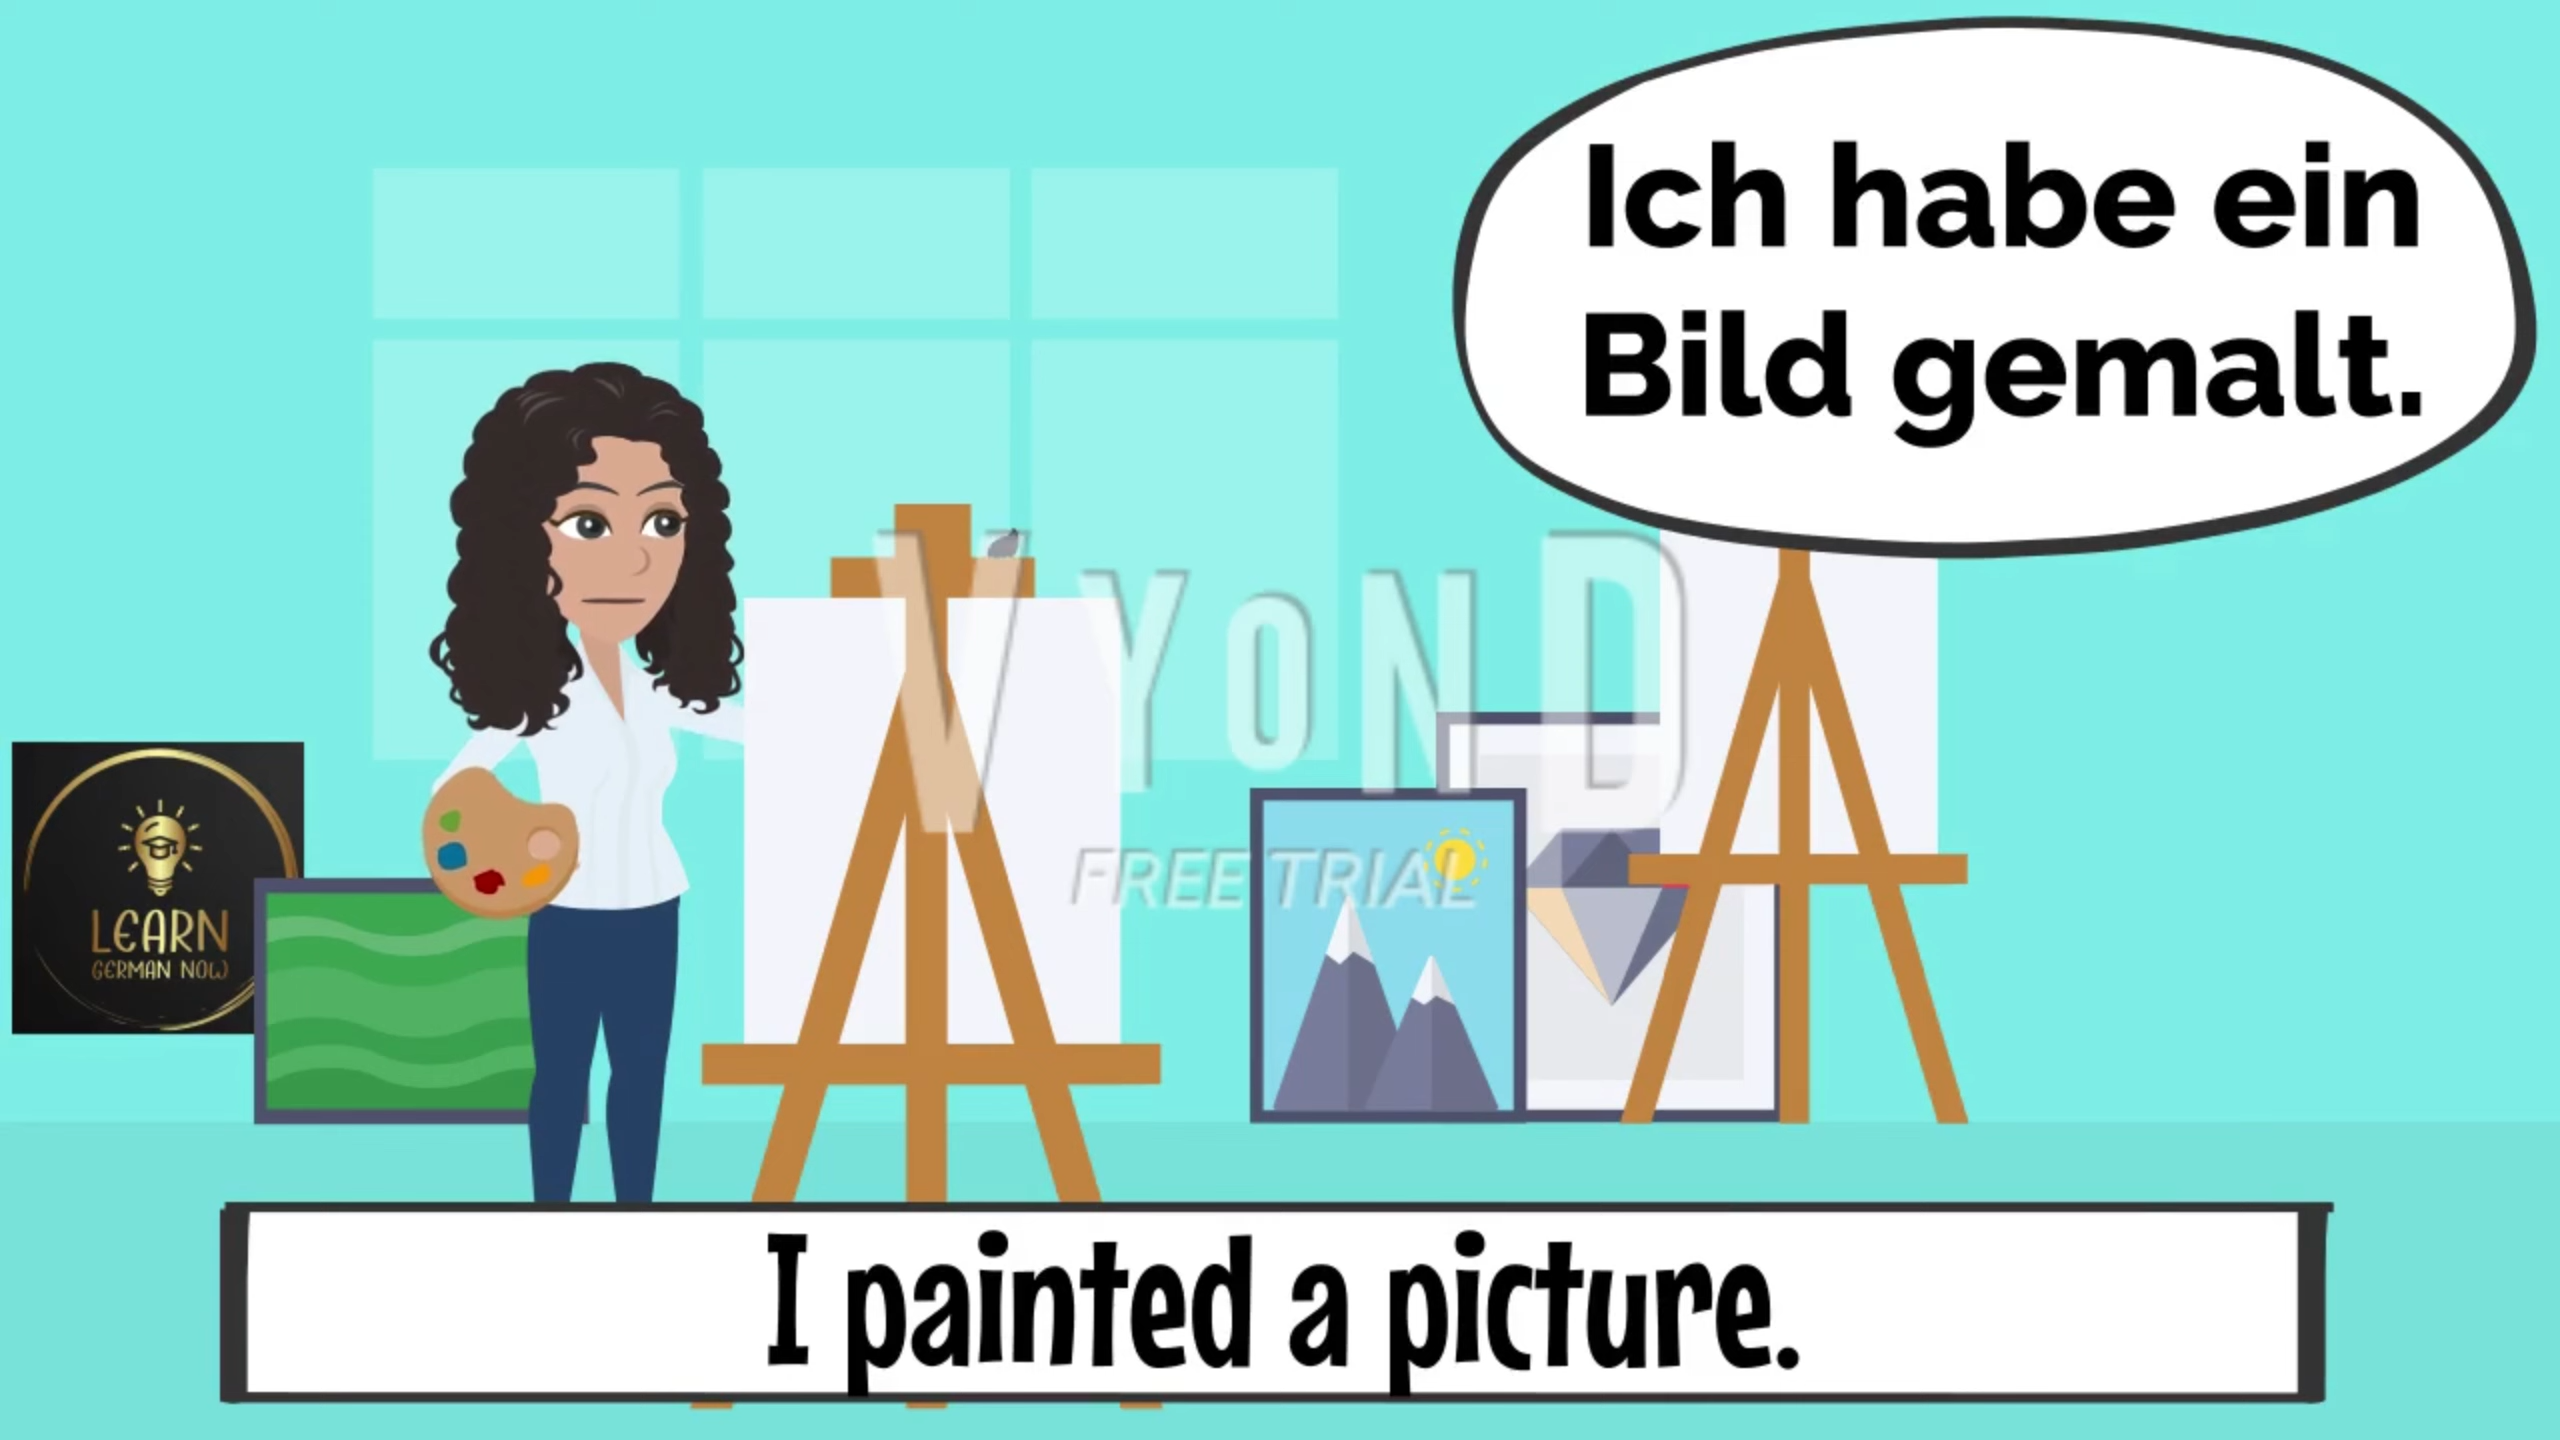 Ich habe ein
Bild gemalt.
VYOND
FREE TRIAL
LEARN
GERMAN NOW
I painted a picture.